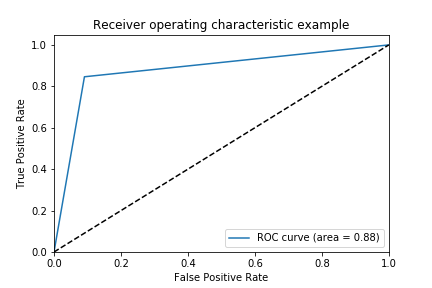 Receiver operating characteristic example
True Positive Rate
1.0
0.8
0.6
0.4
0.2
0.0
ROC curve (area = 0.88)
0.0 0.2 0.4 0.6 0.8 1.0
False Positive Rate